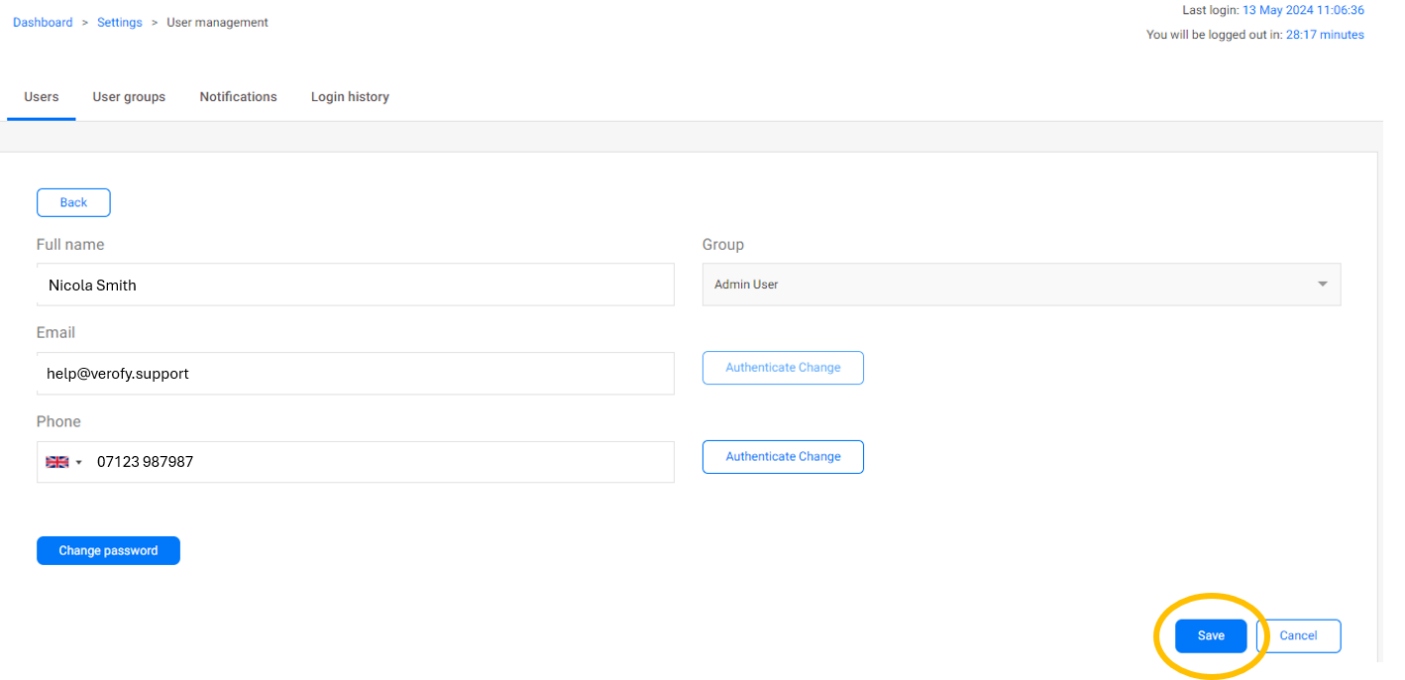 Last login: 13 May 2024 11:06:36
Dashboard > Settings > User management
You will be logged out in: 28:17 minutes
Users User groups Notifications Login history
Back
Full name Group
Nicola Smith Admin User
Email
help@verofy.support Authenticate Change
Phone
07123 987987 Authenticate Change
Change password
Save Cancel